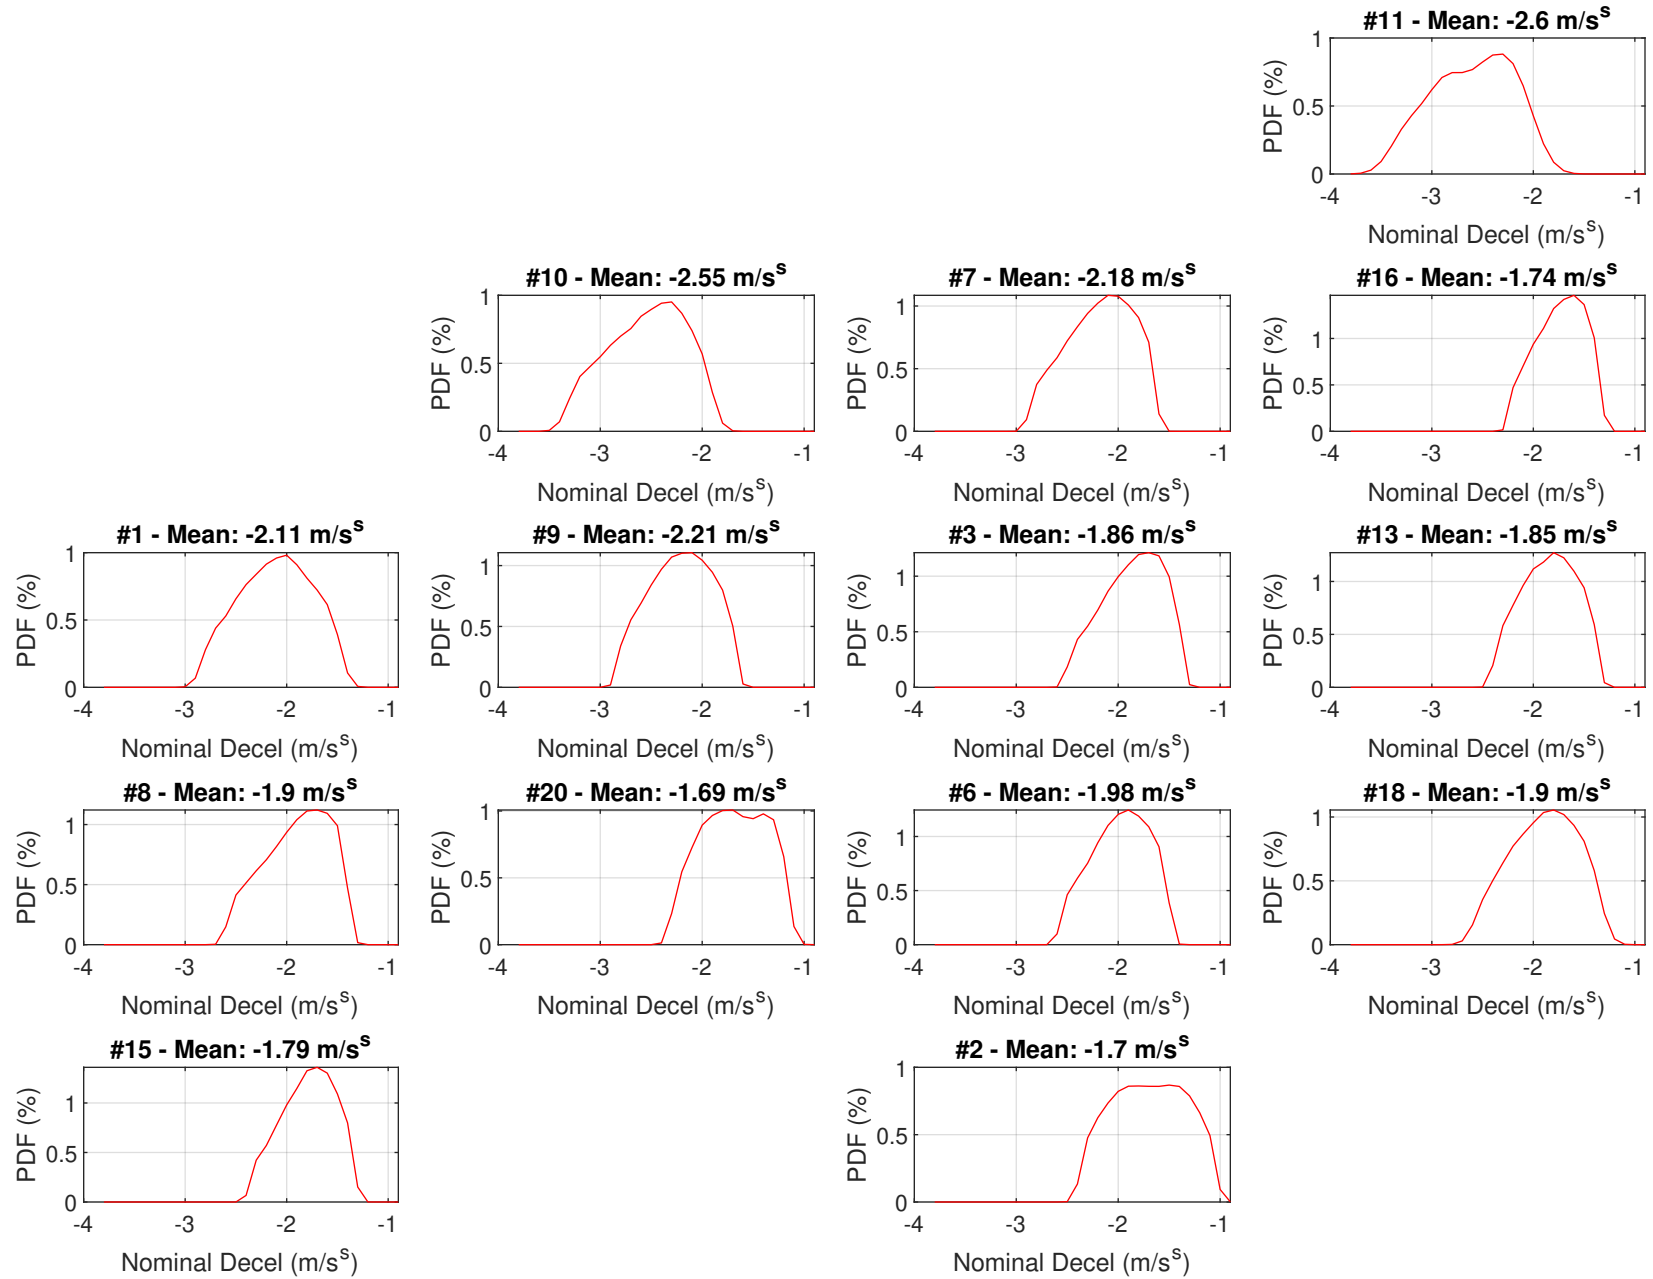 #11 - Mean: -2.6 m/s^s
PDF (%)
1
0.5
0
-4 -3 -2 -1
Nominal Decel (m/s^s)
#10 - Mean: -2.55 m/s^s
PDF (%)
1
0.5
0
-4 -3 -2 -1
Nominal Decel (m/s^s)
#7 - Mean: -2.18 m/s^s
PDF (%)
1
0.5
0
-4 -3 -2 -1
Nominal Decel (m/s^s)
#16 - Mean: -1.74 m/s^s
PDF (%)
1
0.5
0
-4 -3 -2 -1
Nominal Decel (m/s^s)
#1 - Mean: -2.11 m/s^s
PDF (%)
1
0.5
0
-4 -3 -2 -1
Nominal Decel (m/s^s)
#9 - Mean: -2.21 m/s^s
PDF (%)
1
0.5
0
-4 -3 -2 -1
Nominal Decel (m/s^s)
#3 - Mean: -1.86 m/s^s
PDF (%)
1
0.5
0
-4 -3 -2 -1
Nominal Decel (m/s^s)
#13 - Mean: -1.85 m/s^s
PDF (%)
1
0.5
0
-4 -3 -2 -1
Nominal Decel (m/s^s)
#8 - Mean: -1.9 m/s^s
PDF (%)
1
0.5
0
-4 -3 -2 -1
Nominal Decel (m/s^s)
#20 - Mean: -1.69 m/s^s
PDF (%)
1
0.5
0
-4 -3 -2 -1
Nominal Decel (m/s^s)
#6 - Mean: -1.98 m/s^s
PDF (%)
1
0.5
0
-4 -3 -2 -1
Nominal Decel (m/s^s)
#18 - Mean: -1.9 m/s^s
PDF (%)
1
0.5
0
-4 -3 -2 -1
Nominal Decel (m/s^s)
#15 - Mean: -1.79 m/s^s
PDF (%)
1
0.5
0
-4 -3 -2 -1
Nominal Decel (m/s^s)
#2 - Mean: -1.7 m/s^s
PDF (%)
1
0.5
0
-4 -3 -2 -1
Nominal Decel (m/s^s)